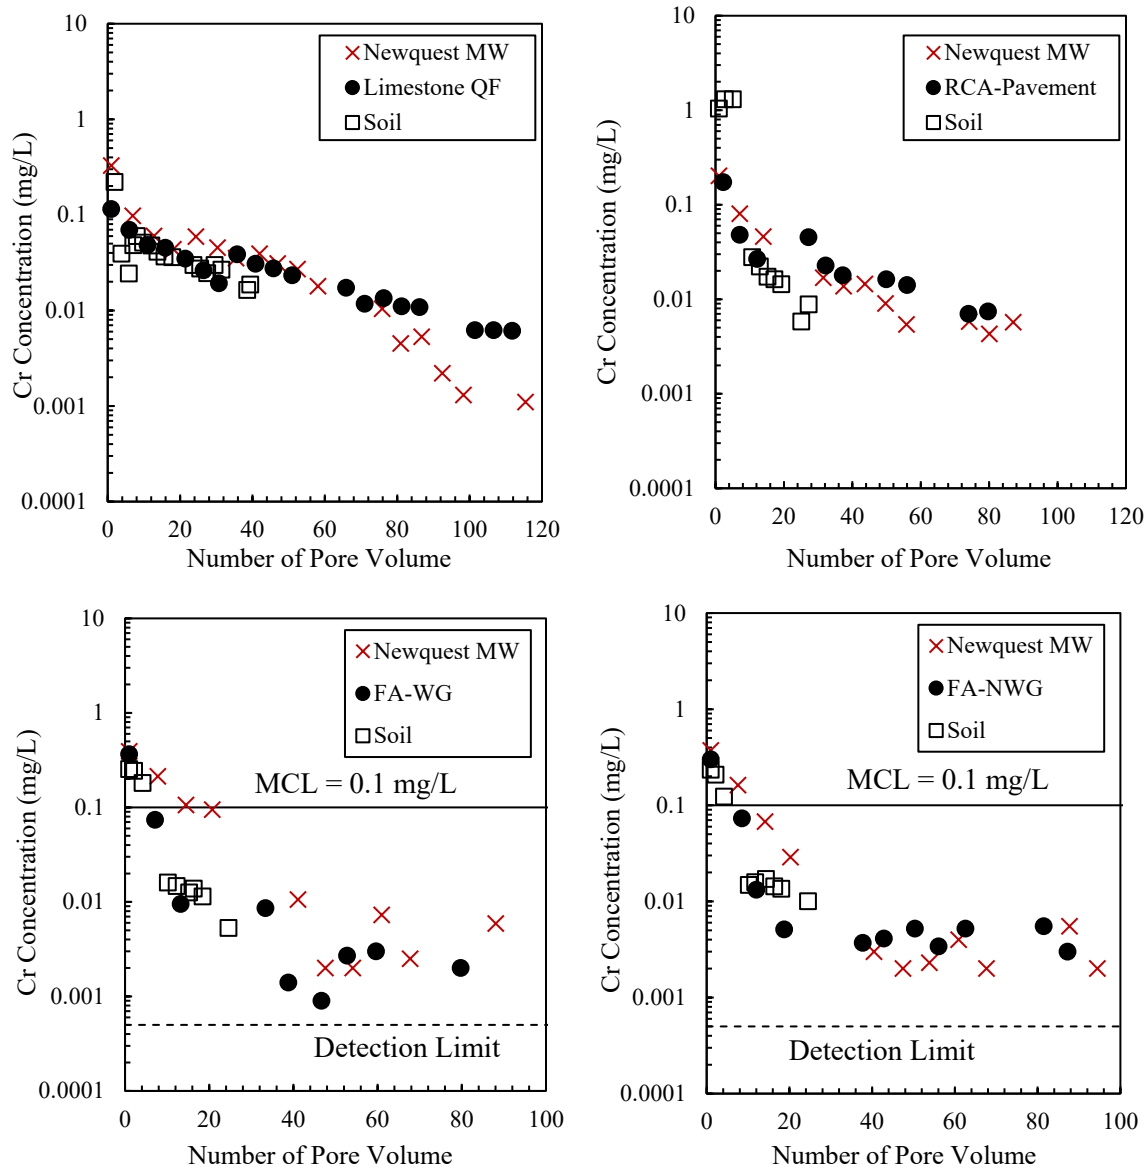 10
1
0.1
0.01
0.001
0.0001
0
20
40
60
80
100
120
Cr Concentration (mg/L)
Number of Pore Volume
Newquest MW
Limestone QF
Soil
10
1
0.1
0.01
0.001
0.0001
0
20
40
60
80
100
120
Cr Concentration (mg/L)
Number of Pore Volume
Newquest MW
RCA-Pavement
Soil
10
1
0.1
0.01
0.001
0.0001
0
20
40
60
80
100
Cr Concentration (mg/L)
Number of Pore Volume
Newquest MW
FA-WG
Soil
MCL = 0.1 mg/L
Detection Limit
10
1
0.1
0.01
0.001
0.0001
0
20
40
60
80
100
Cr Concentration (mg/L)
Number of Pore Volume
Newquest MW
FA-NWG
Soil
MCL = 0.1 mg/L
Detection Limit